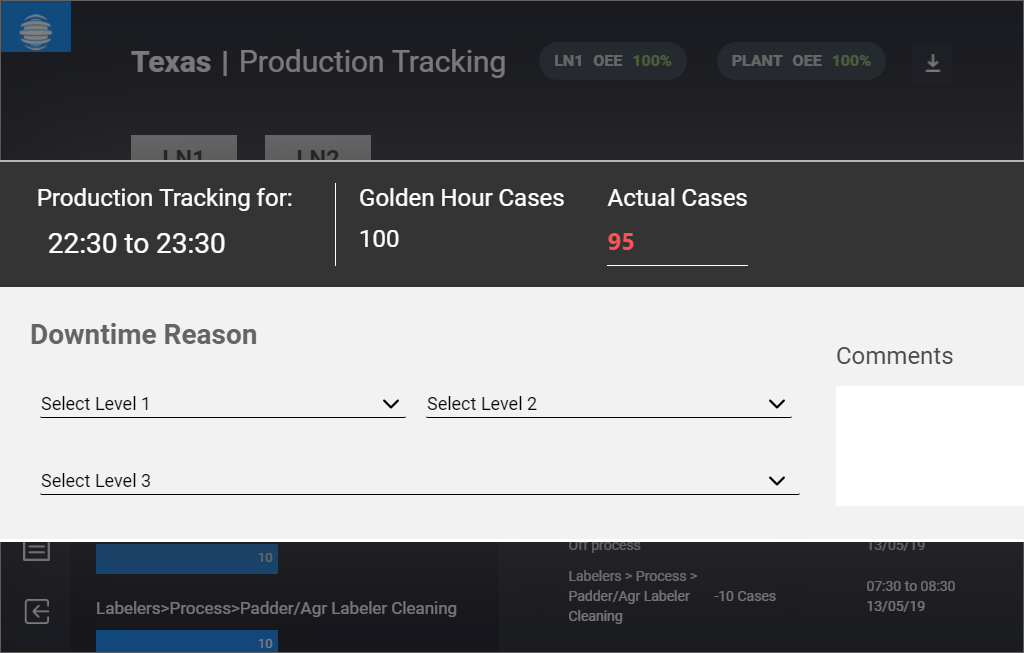 Texas | Production Tracking
LN1 OEE 100%
PLANT OEE 100%
LN1
LN2
Production Tracking for:
22:30 to 23:30
Golden Hour Cases
100
Actual Cases
95
Downtime Reason
Select Level 1
Select Level 2
Select Level 3
Comments
10
Labelers>Process>Padder/Agr Labeler Cleaning
10
Off process
13/05/19
Labelers > Process >
Padder/Agr Labeler
Cleaning
-10 Cases
07:30 to 08:30
13/05/19